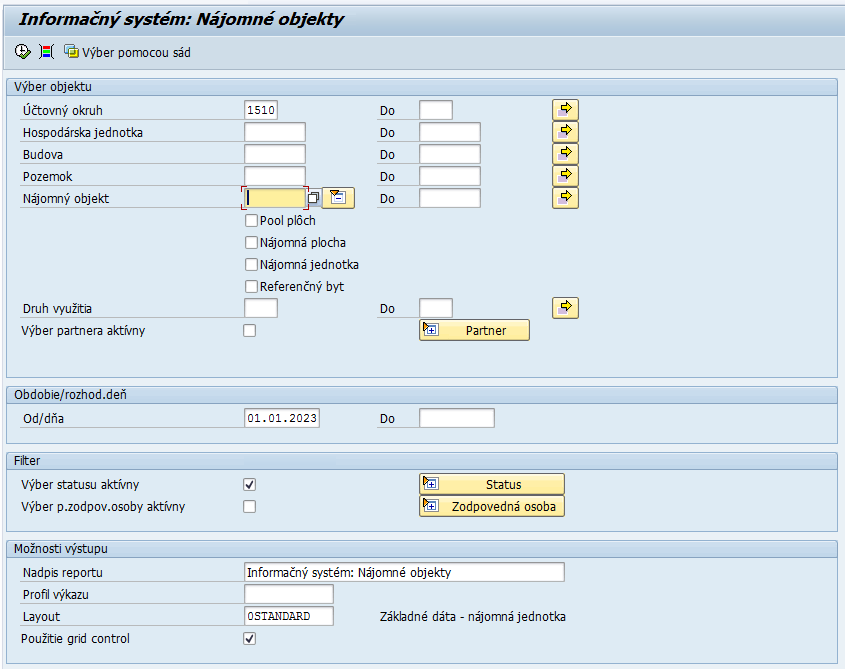 Informačný systém: Nájomné objekty
Výber pomocou sád
Výber objektu
Účtovný okruh 1510 Do
Hospodárska jednotka Do
Budova Do
Pozemok Do
Nájomný objekt Do
Pool plôch
Nájomná plocha
Nájomná jednotka
Referenčný byt
Druh využitia Do
Výber partnera aktívny Partner
Obdobie/rozhod.deň
Od/dňa 01.01.2023 Do
Filter
Výber statusu aktívny Status
Výber p.zodpov.osoby aktívny Zodpovedná osoba
Možnosti výstupu
Nadpis reportu Informačný systém: Nájomné objekty
Profil výkazu
Layout 0STANDARD Základné dáta - nájomná jednotka
Použitie grid control